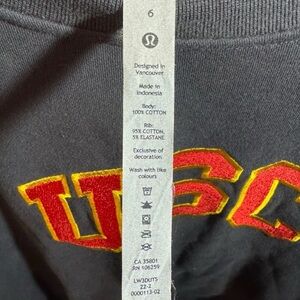 6
Designed in
Vancouver
Made in
Indonesia
Body:
100% COTTON
Rib:
95% COTTON,
5% ELASTANE
Exclusive of
decoration.
Wash with like
colours
CA 35801
RN 106259
LW3DUTS
22-2
0000113-02
USC